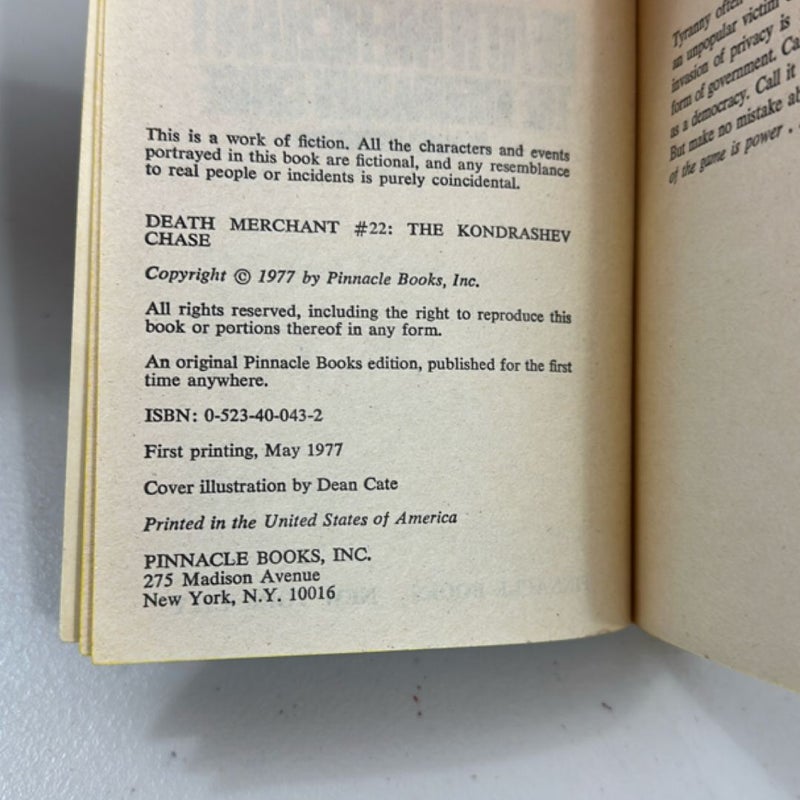 This is a work of fiction. All the characters and events
portrayed in this book are fictional, and any resemblance
to real people or incidents is purely coincidental.
DEATH MERCHANT #22: THE KONDRASHEV
CHASE
Copyright © 1977 by Pinnacle Books, Inc.
All rights reserved, including the right to reproduce this
book or portions thereof in any form.
An original Pinnacle Books edition, published for the first
time anywhere.
ISBN: 0-523-40-043-2
First printing, May 1977
Cover illustration by Dean Cate
Printed in the United States of America
PINNACLE BOOKS, INC.
275 Madison Avenue
New York, N.Y. 10016
Tyranny often
an unpopular victim
invasion of privacy is
form of government. Ca
as a democracy. Call it
But make no mistake ab
of the game is power .